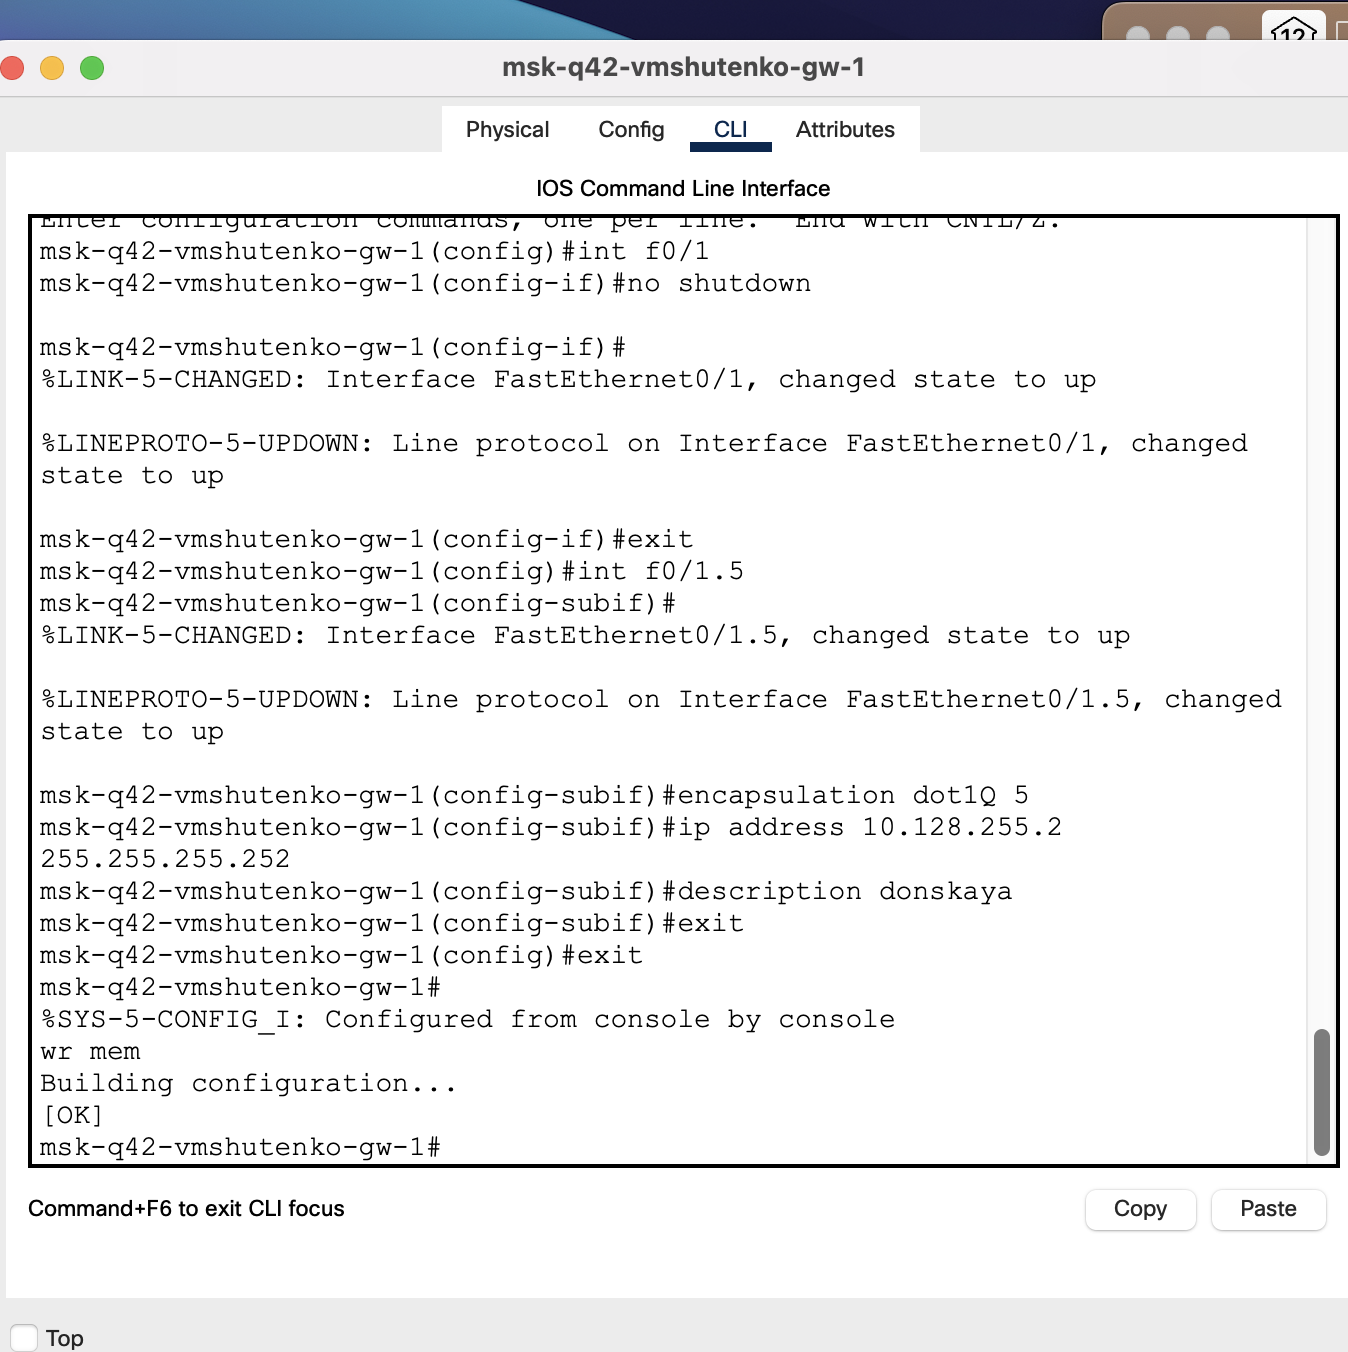 12
msk-q42-vmshutenko-gw-1
Physical Config CLI Attributes
IOS Command Line Interface
Enter configuration commands, one per line.  End with CNTL/Z.
msk-q42-vmshutenko-gw-1(config)#int f0/1
msk-q42-vmshutenko-gw-1(config-if)#no shutdown
msk-q42-vmshutenko-gw-1(config-if)#
%LINK-5-CHANGED: Interface FastEthernet0/1, changed state to up
%LINEPROTO-5-UPDOWN: Line protocol on Interface FastEthernet0/1, changed
state to up
msk-q42-vmshutenko-gw-1(config-if)#exit
msk-q42-vmshutenko-gw-1(config)#int f0/1.5
msk-q42-vmshutenko-gw-1(config-subif)#
%LINK-5-CHANGED: Interface FastEthernet0/1.5, changed state to up
%LINEPROTO-5-UPDOWN: Line protocol on Interface FastEthernet0/1.5, changed
state to up
msk-q42-vmshutenko-gw-1(config-subif)#encapsulation dot1Q 5
msk-q42-vmshutenko-gw-1(config-subif)#ip address 10.128.255.2
255.255.255.252
msk-q42-vmshutenko-gw-1(config-subif)#description donskaya
msk-q42-vmshutenko-gw-1(config-subif)#exit
msk-q42-vmshutenko-gw-1(config)#exit
msk-q42-vmshutenko-gw-1#
%SYS-5-CONFIG_I: Configured from console by console
wr mem
Building configuration...
[OK]
msk-q42-vmshutenko-gw-1#
Command+F6 to exit CLI focus
Copy Paste
Top